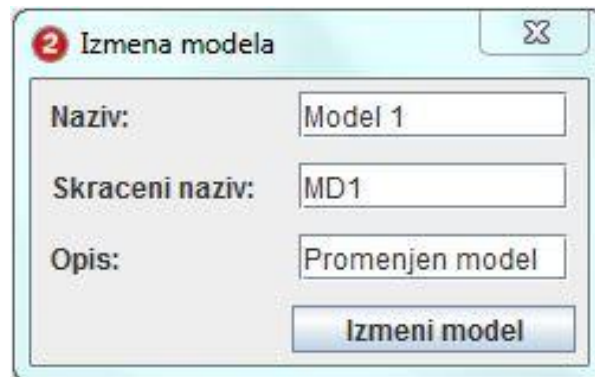 2 Izmena modela
Naziv: Model 1
Skraceni naziv: MD1
Opis: Promenjen model
Izmeni model